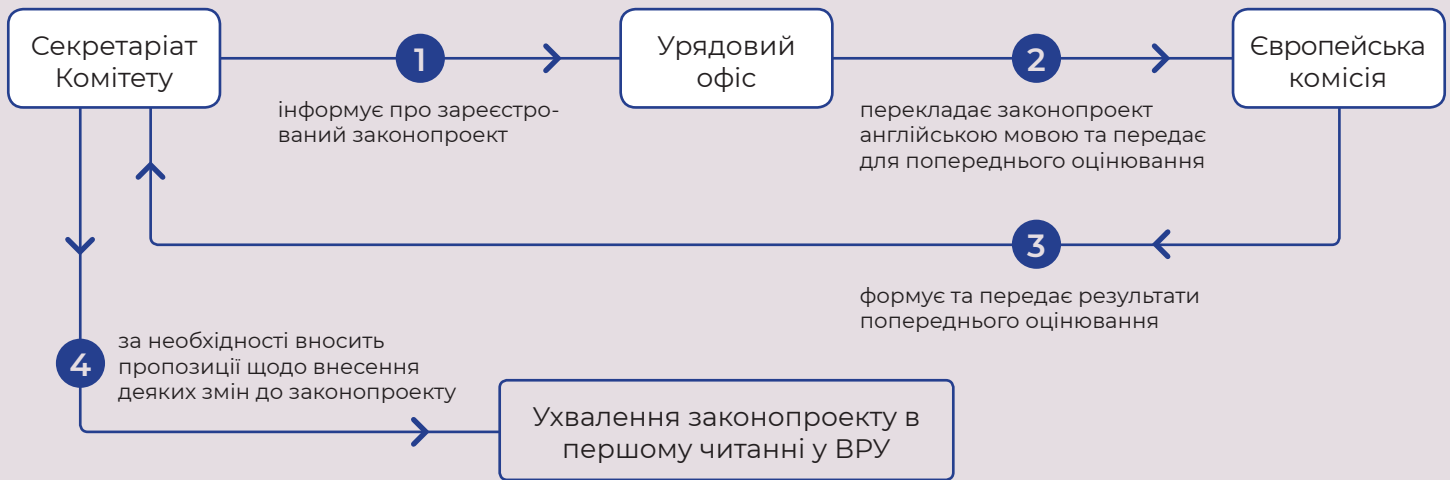 Секретаріат
Комітету
1
Урядовий
офіс
2
Європейська
комісія
інформує про зареєстро-
ваний законопроект
перекладає законопроект
англійською мовою та передає
для попереднього оцінювання
3
формує та передає результати
попереднього оцінювання
4
за необхідності вносить
пропозиції щодо внесення
деяких змін до законопроекту
Ухвалення законопроекту в
першому читанні у ВРУ